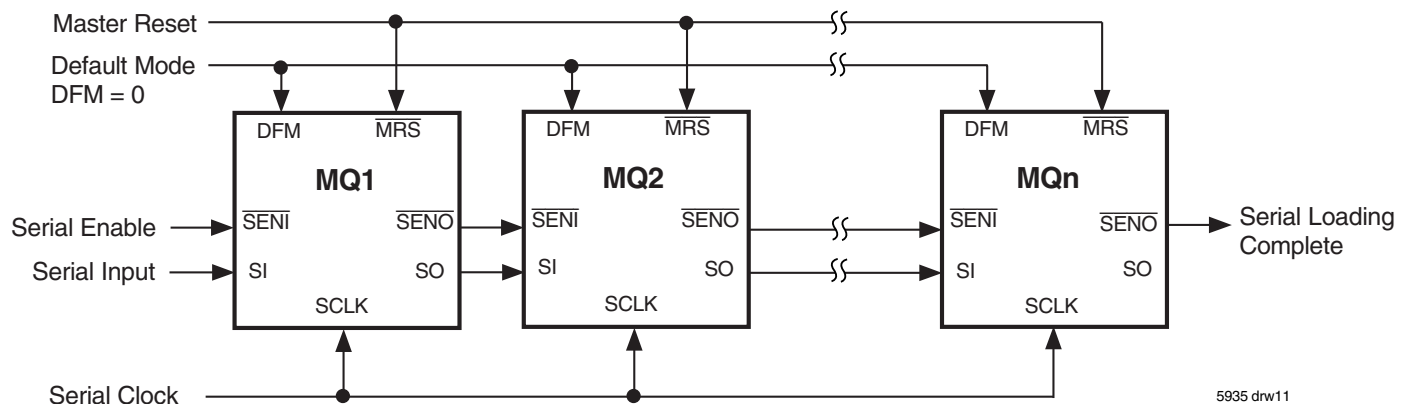 Master Reset
Default Mode
DFM = 0
DFM
MRS
DFM
MRS
DFM
MRS
MQ1
MQ2
MQn
Serial Enable
SENI
SENO
SENI
SENO
SENI
SENO
Serial Loading
Complete
Serial Input
SI
SO
SI
SO
SI
SO
SCLK
SCLK
SCLK
Serial Clock
5935 drw11